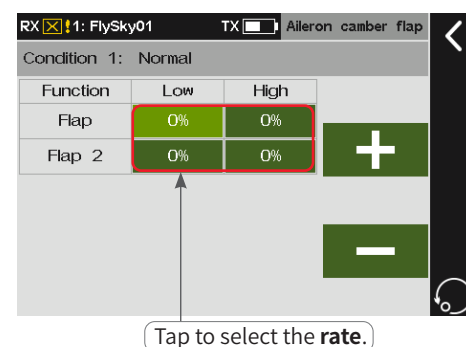 RX 1: FlySky01 TX Aileron camber flap
Condition 1: Normal
Function Low High
Flap 0% 0%
Flap 2 0% 0%
Tap to select the rate.